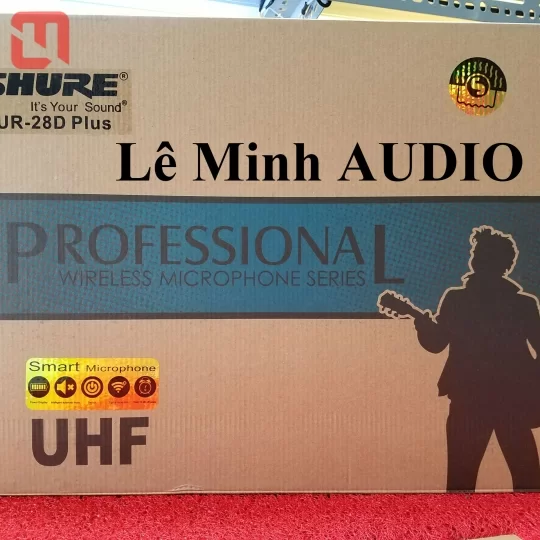 SHURE®
It's Your Sound®
UR-28D Plus
Lê Minh AUDIO
PROFESSIONAL
WIRELESS MICROPHONE SERIES
Smart Microphone
UHF